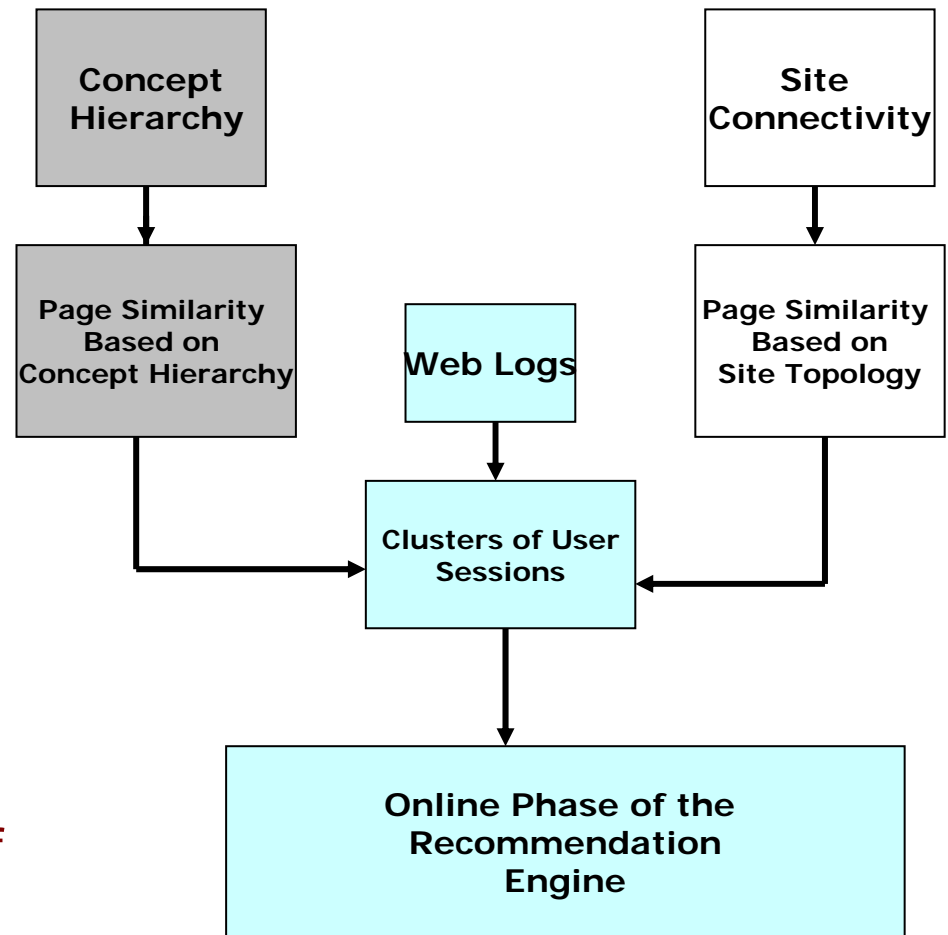 Concept
Hierarchy
Site
Connectivity
Page Similarity
Based on
Concept Hierarchy
Web Logs
Page Similarity
Based on
Site Topology
Clusters of User
Sessions
Online Phase of the
Recommendation
Engine